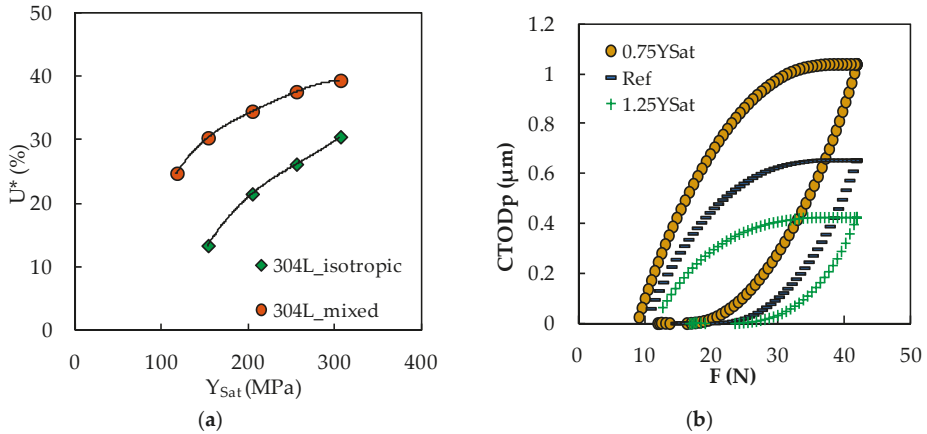 50
40
30
20
10
0
U* (%)
304L_isotropic
304L_mixed
0 100 200 300 400
Y_Sat (MPa)
(a)
1.2
1
0.8
0.6
0.4
0.2
0
CTODp (μm)
0.75YSat
Ref
1.25YSat
0 10 20 30 40 50
F (N)
(b)